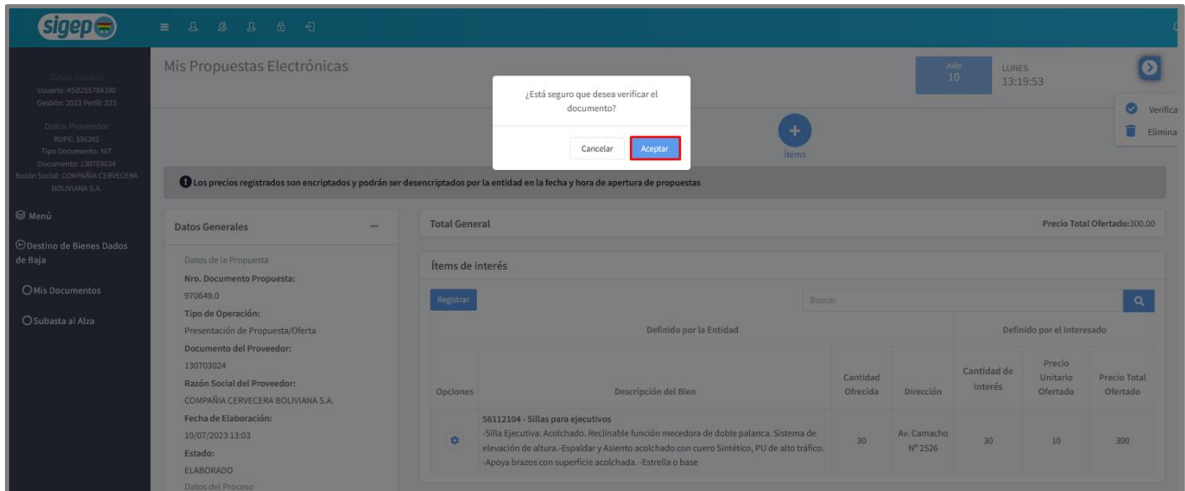 sigep
Datos Usuario
Usuario: ASB255784100
Gestión: 2023 Perfil: 233
Datos Proveedor
RUPE: 356201
Tipo Documento: NIT
Documento: 130703024
Razón Social: COMPAÑIA CERVECERA
BOLIVIANA S.A.
Menú
Destino de Bienes Dados
de Baja
Mis Documentos
Subasta al Alza
Mis Propuestas Electrónicas
Julio
10
LUNES
13:19:53
Verifica
Elimina
¿Está seguro que desea verificar el
documento?
Cancelar
Aceptar
Ítems
Los precios registrados son encriptados y podrán ser desencriptados por la entidad en la fecha y hora de apertura de propuestas
Datos Generales
Datos de la Propuesta
Nro. Documento Propuesta:
970649.0
Tipo de Operación:
Presentación de Propuesta/Oferta
Documento del Proveedor:
130703024
Razón Social del Proveedor:
COMPAÑIA CERVECERA BOLIVIANA S.A.
Fecha de Elaboración:
10/07/2023 13:03
Estado:
ELABORADO
Datos del Proceso
Total General
Precio Total Ofertado:300.00
Ítems de interés
Registrar
Buscar
Definido por la Entidad
Definido por el Interesado
Opciones
Descripción del Bien
Cantidad
Ofrecida
Dirección
Cantidad de
Interés
Precio
Unitario
Ofertado
Precio Total
Ofertado
56112104 - Sillas para ejecutivos
-Silla Ejecutiva: Acolchado. Reclinable función mecedora de doble palanca. Sistema de
elevación de altura.-Espaldar y Asiento acolchado con cuero Sintético, PU de alto tráfico.
-Apoya brazos con superficie acolchada. -Estrella o base
30
Av. Camacho
N° 2526
30
10
300